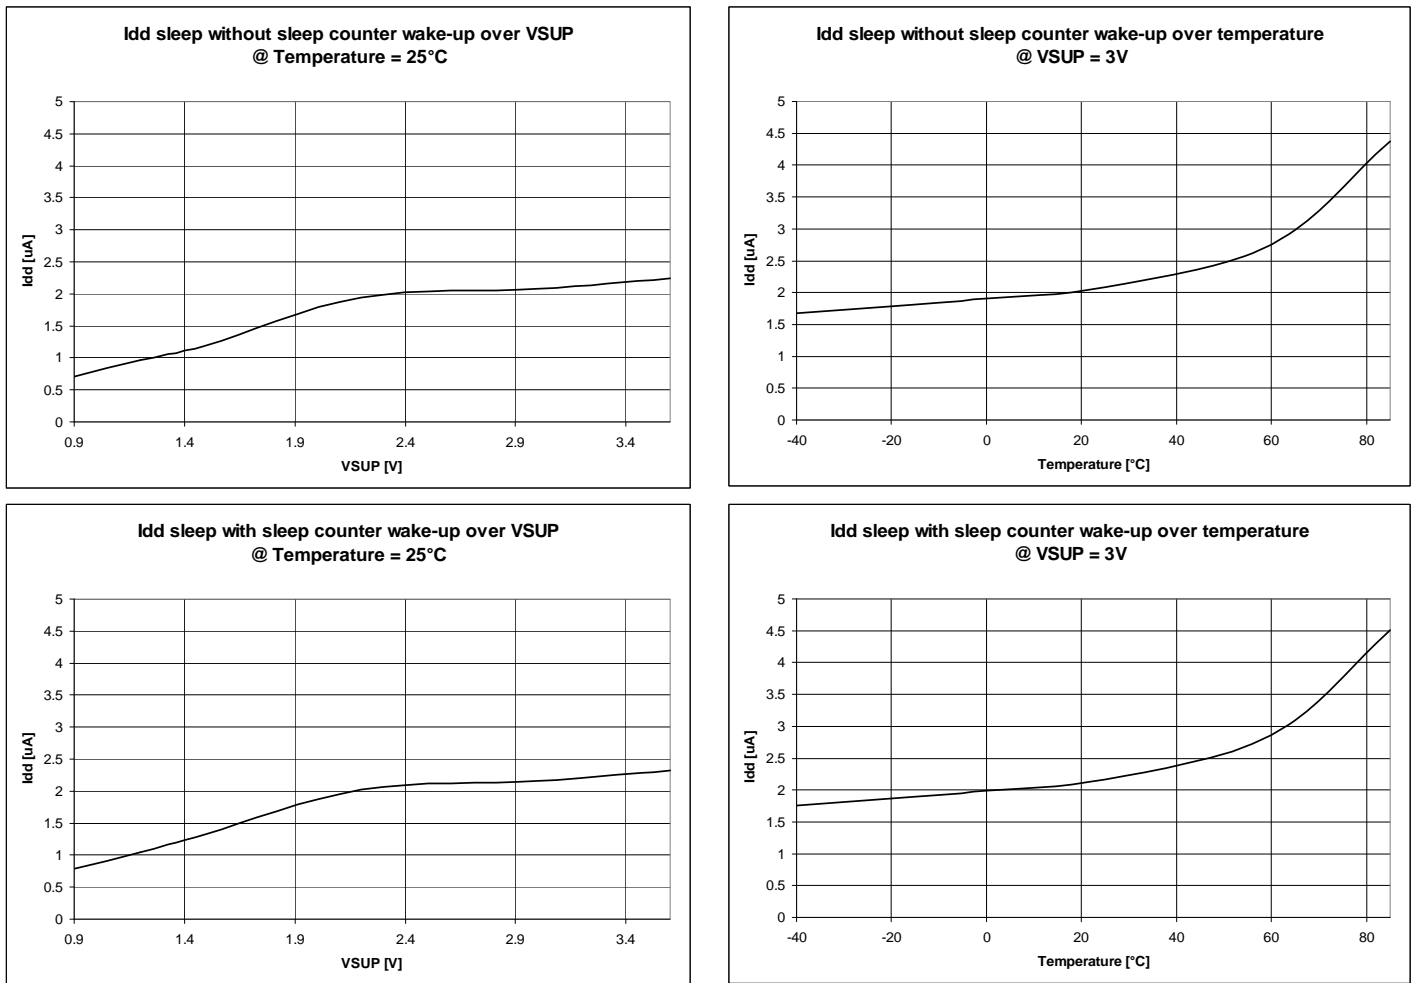 Idd sleep without sleep counter wake-up over VSUP
@ Temperature = 25°C
5
4.5
4
3.5
3
2.5
2
1.5
1
0.5
0
Idd [uA]
0.9 1.4 1.9 2.4 2.9 3.4
VSUP [V]
Idd sleep without sleep counter wake-up over temperature
@ VSUP = 3V
5
4.5
4
3.5
3
2.5
2
1.5
1
0.5
0
Idd [uA]
-40 -20 0 20 40 60 80
Temperature [°C]
Idd sleep with sleep counter wake-up over VSUP
@ Temperature = 25°C
5
4.5
4
3.5
3
2.5
2
1.5
1
0.5
0
Idd [uA]
0.9 1.4 1.9 2.4 2.9 3.4
VSUP [V]
Idd sleep with sleep counter wake-up over temperature
@ VSUP = 3V
5
4.5
4
3.5
3
2.5
2
1.5
1
0.5
0
Idd [uA]
-40 -20 0 20 40 60 80
Temperature [°C]